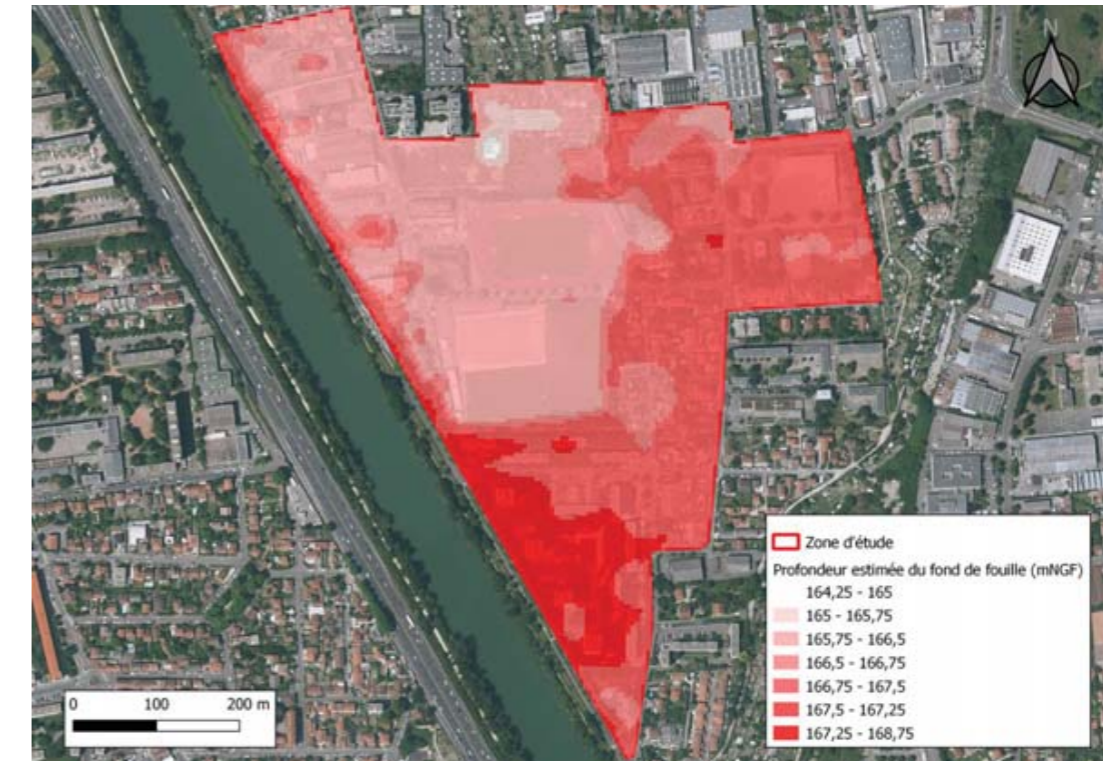 N
Zone d'étude
Profondeur estimée du fond de fouille (mNGF)
164,25 - 165
165 - 165,75
165,75 - 166,5
166,5 - 166,75
166,75 - 167,5
167,5 - 167,25
167,25 - 168,75
0 100 200 m